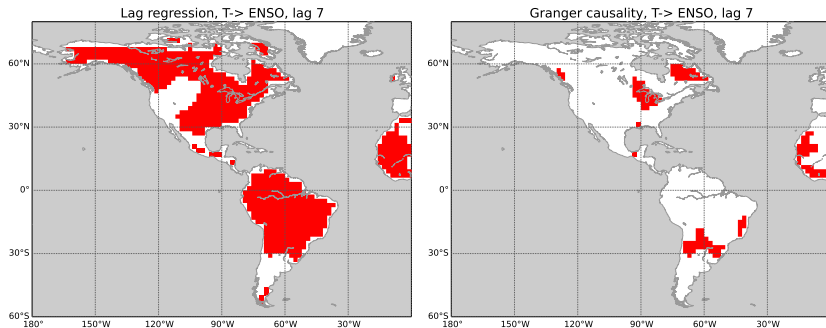 Lag regression, T-> ENSO, lag 7
Granger causality, T-> ENSO, lag 7
60°N
30°N
0°
30°S
60°S
180°
150°W
120°W
90°W
60°W
30°W
60°N
30°N
0°
30°S
60°S
180°
150°W
120°W
90°W
60°W
30°W